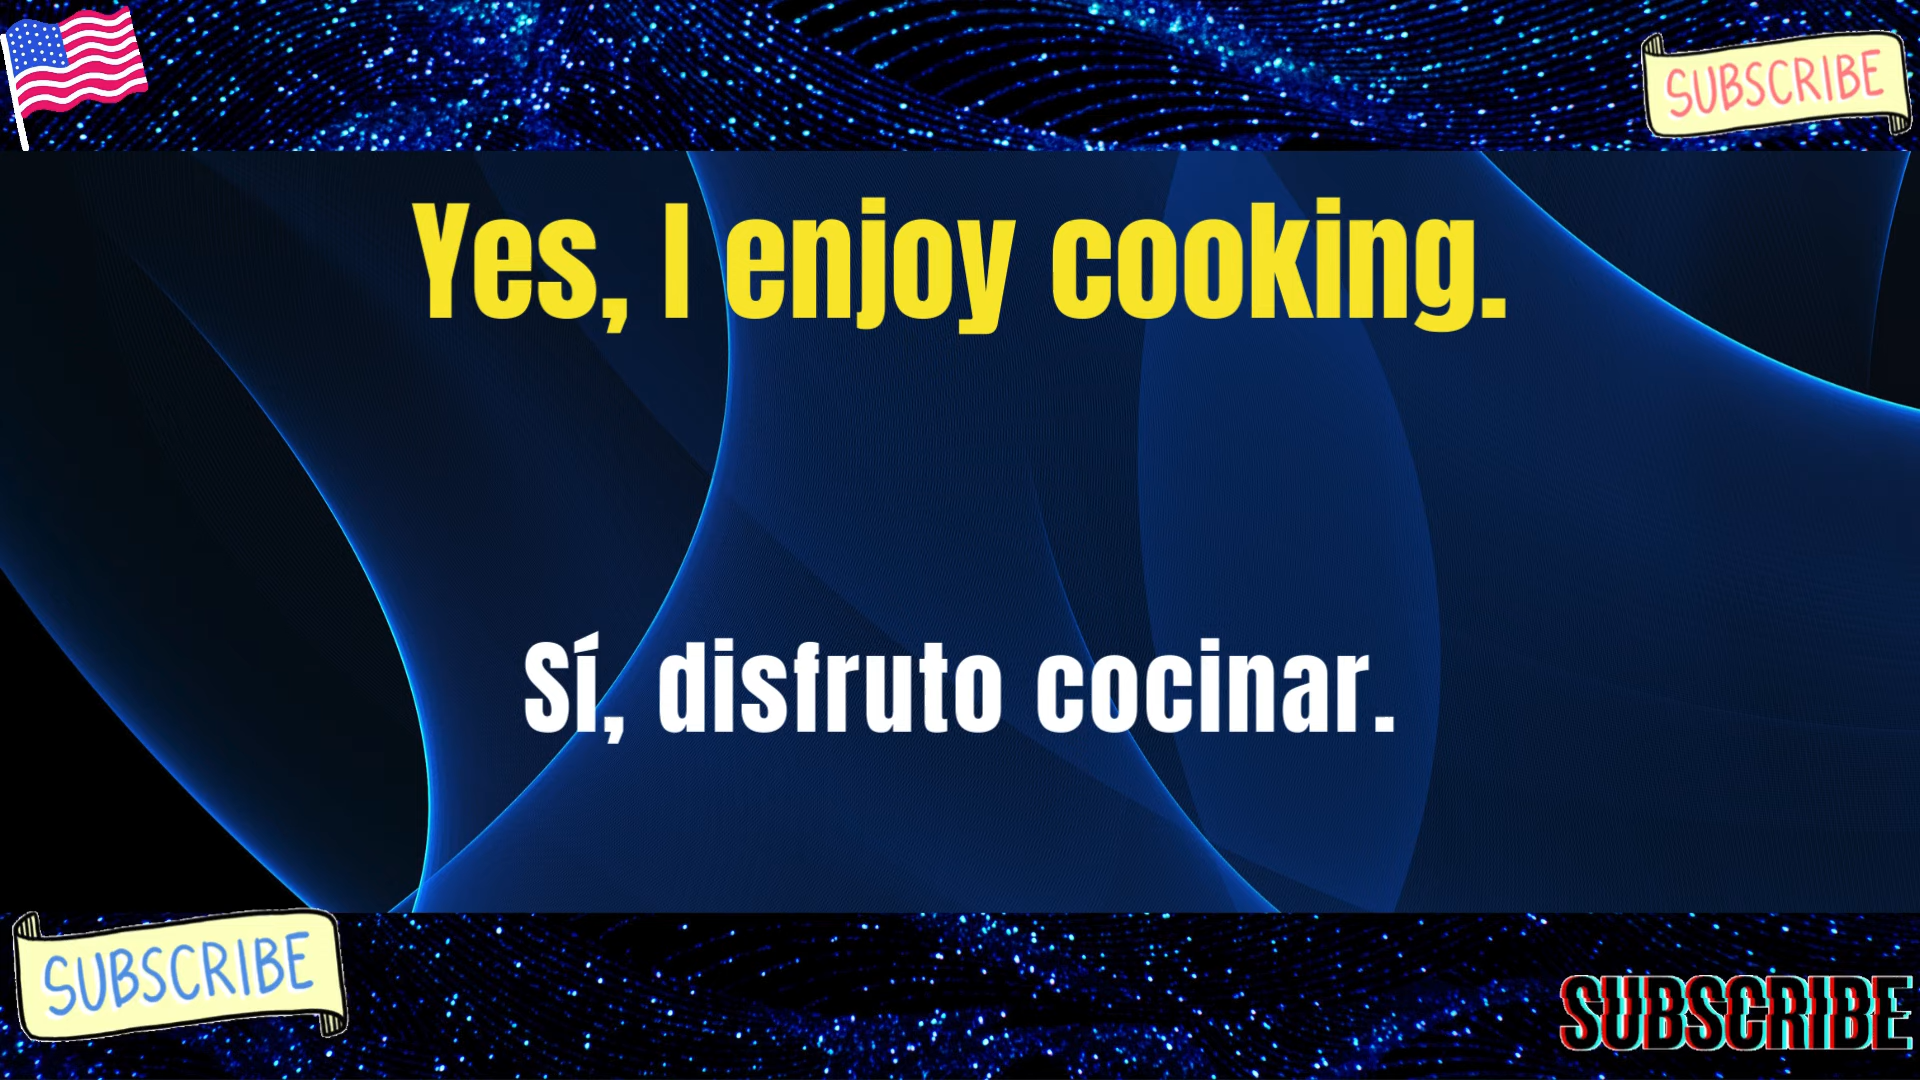 SUBSCRIBE
Yes, I enjoy cooking.
Sí, disfruto cocinar.
SUBSCRIBE
SUBSCRIBE